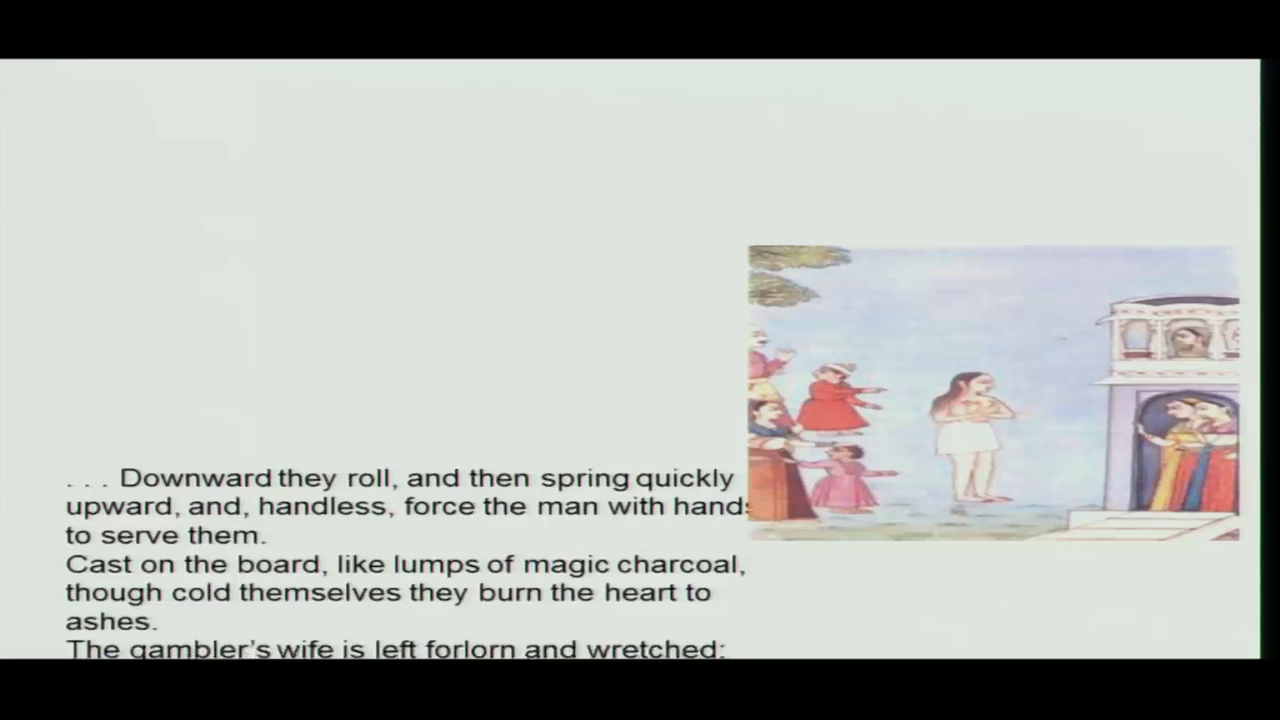 . . . Downward they roll, and then spring quickly
upward, and, handless, force the man with hands
to serve them.
Cast on the board, like lumps of magic charcoal,
though cold themselves they burn the heart to
ashes.
The gambler's wife is left forlorn and wretched: